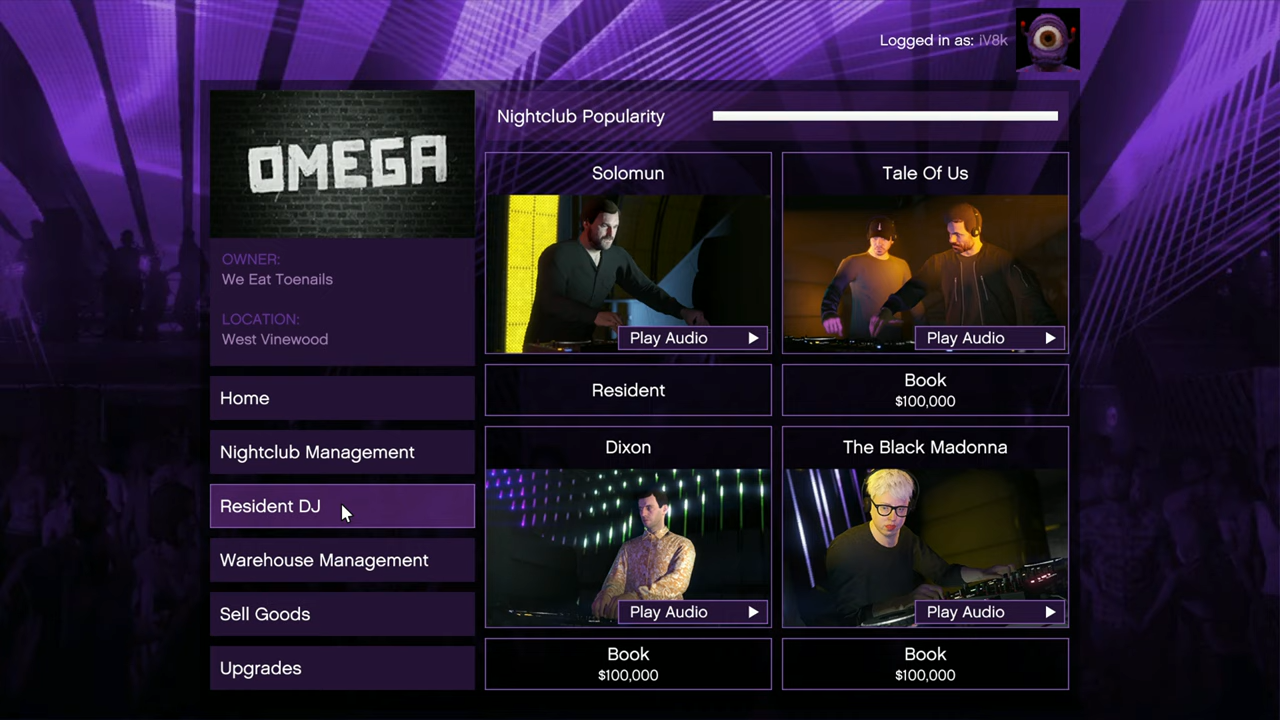 Logged in as: iV8k
OMEGA
OWNER:
We Eat Toenails
LOCATION:
West Vinewood
Home
Nightclub Management
Resident DJ
Warehouse Management
Sell Goods
Upgrades
Nightclub Popularity
Solomun
Play Audio
Resident
Tale Of Us
Play Audio
Book
$100,000
Dixon
Play Audio
Book
$100,000
The Black Madonna
Play Audio
Book
$100,000